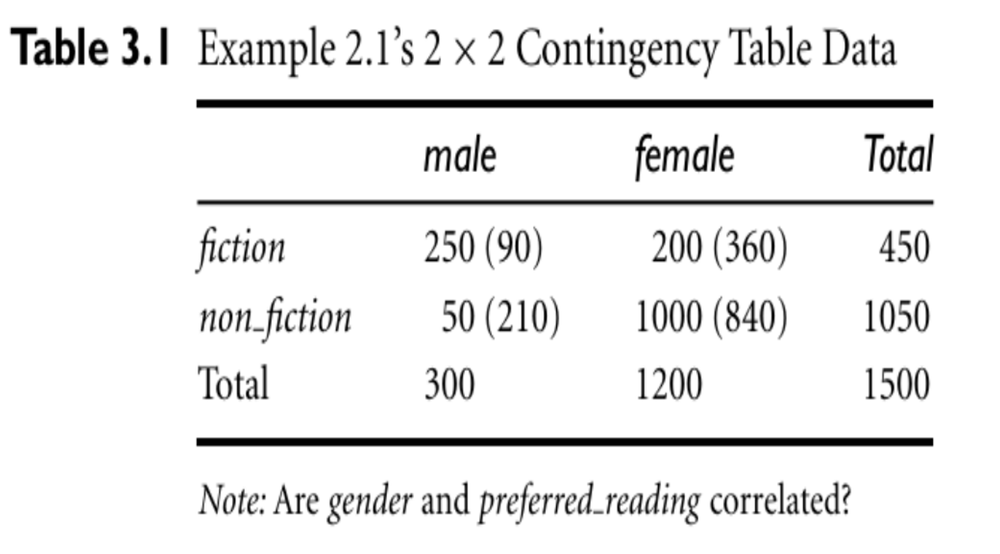 Table 3.1 Example 2.1's 2 × 2 Contingency Table Data
male female Total
fiction 250 (90) 200 (360) 450
non_fiction 50 (210) 1000 (840) 1050
Total 300 1200 1500
Note: Are gender and preferred_reading correlated?